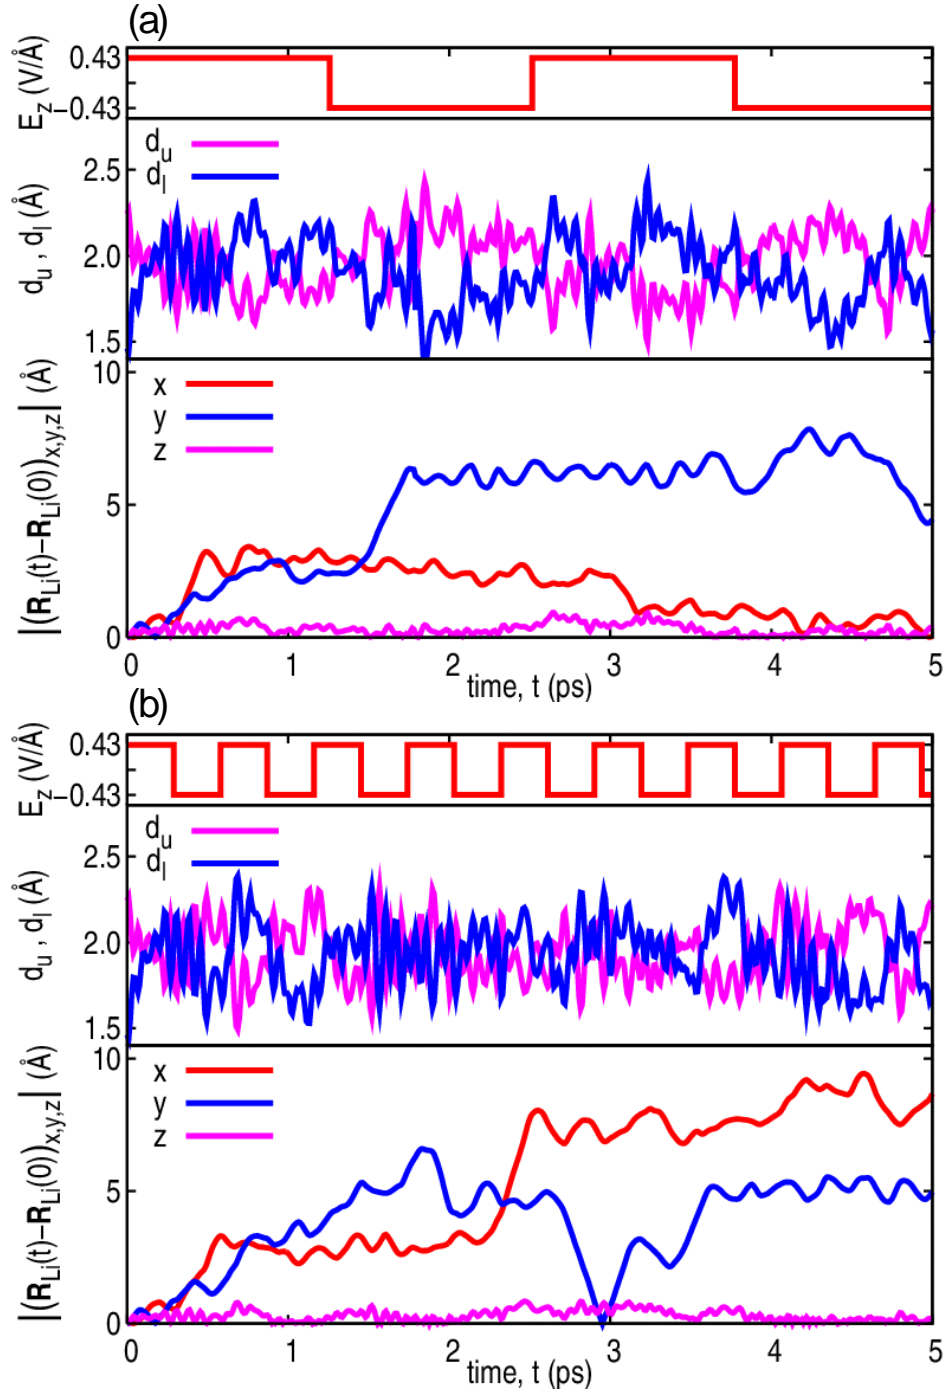 (a)
E_z (V/Å)
0.43
−0.43
d_u , d_l (Å)
d_u
d_l
2.5
2.0
1.5
|(R_Li(t)−R_Li(0))_x,y,z| (Å)
10
5
0
x
y
z
0 1 2 3 4 5
time, t (ps)
(b)
E_z (V/Å)
0.43
−0.43
d_u , d_l (Å)
d_u
d_l
2.5
2.0
1.5
|(R_Li(t)−R_Li(0))_x,y,z| (Å)
10
5
0
x
y
z
0 1 2 3 4 5
time, t (ps)